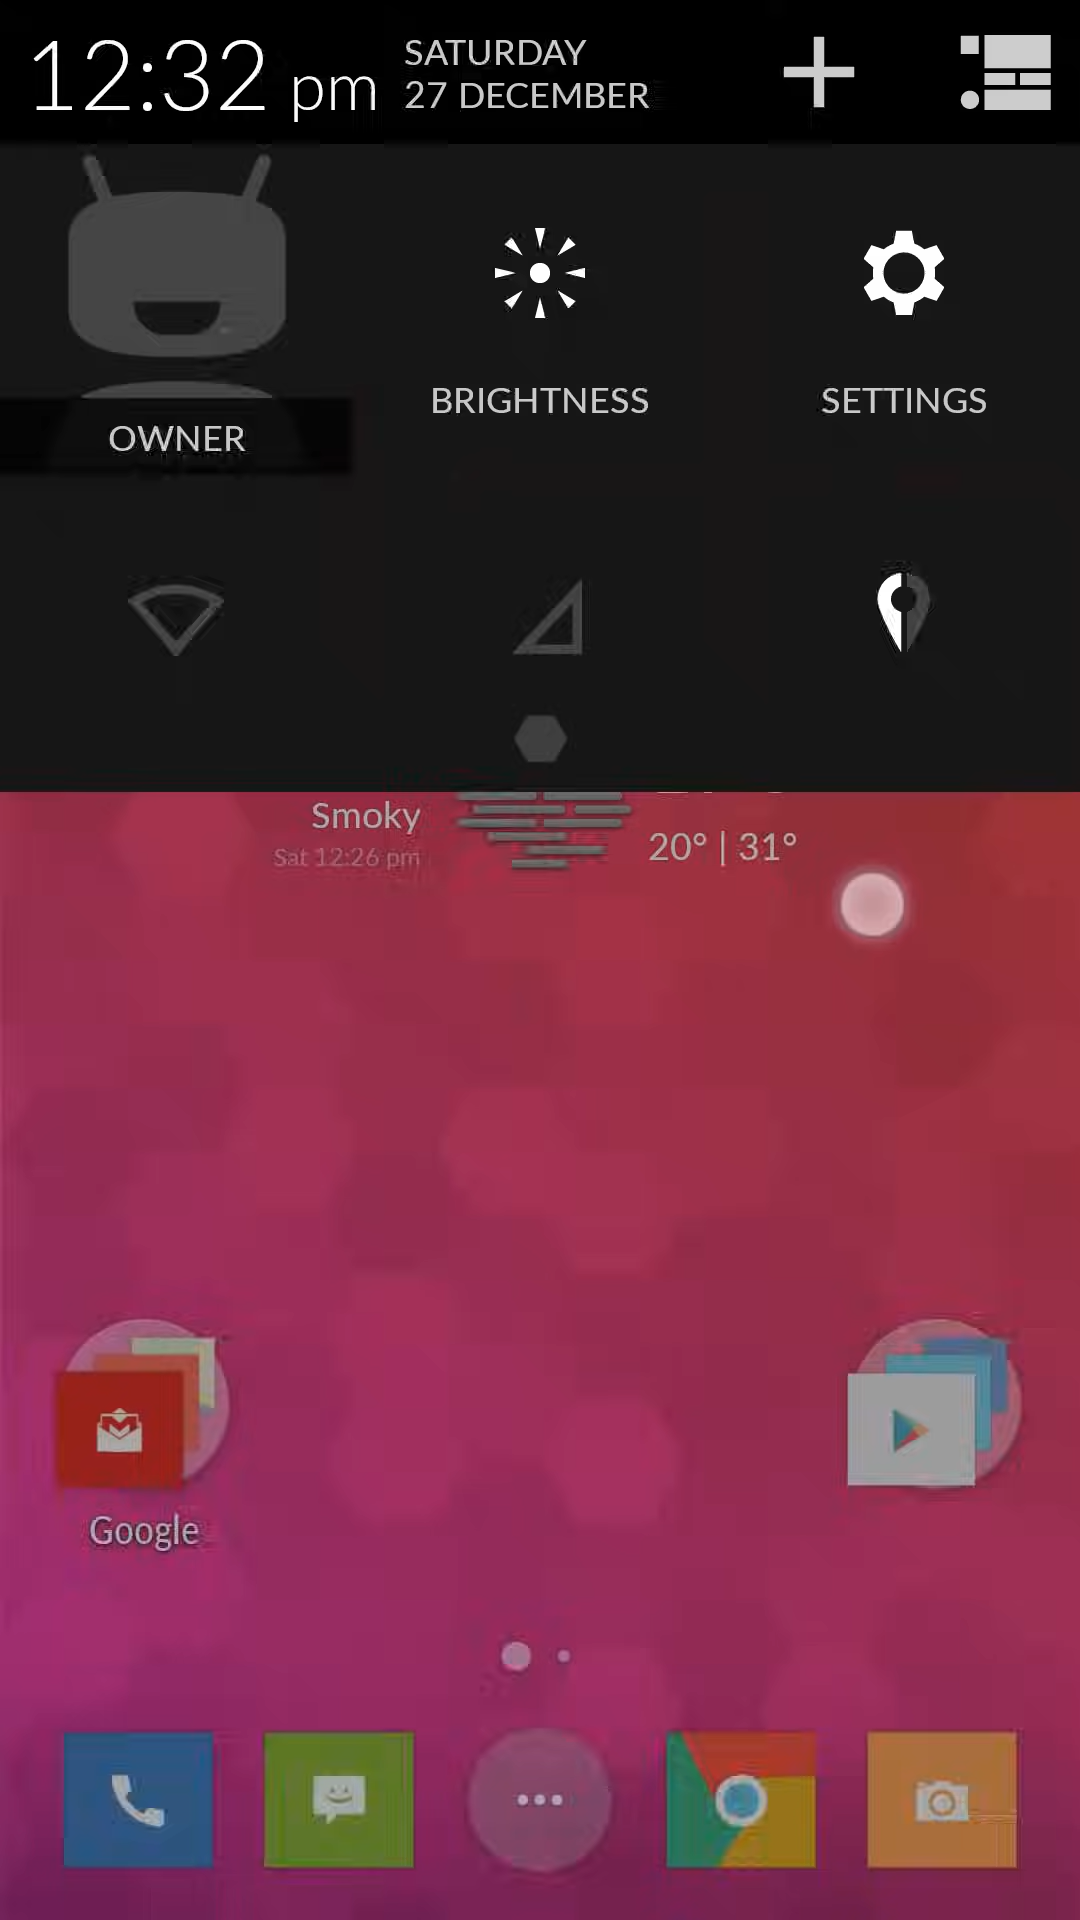 12:32 pm
SATURDAY
27 DECEMBER
BRIGHTNESS
SETTINGS
OWNER
Smoky
Sat 12:26 pm
20° | 31°
Google